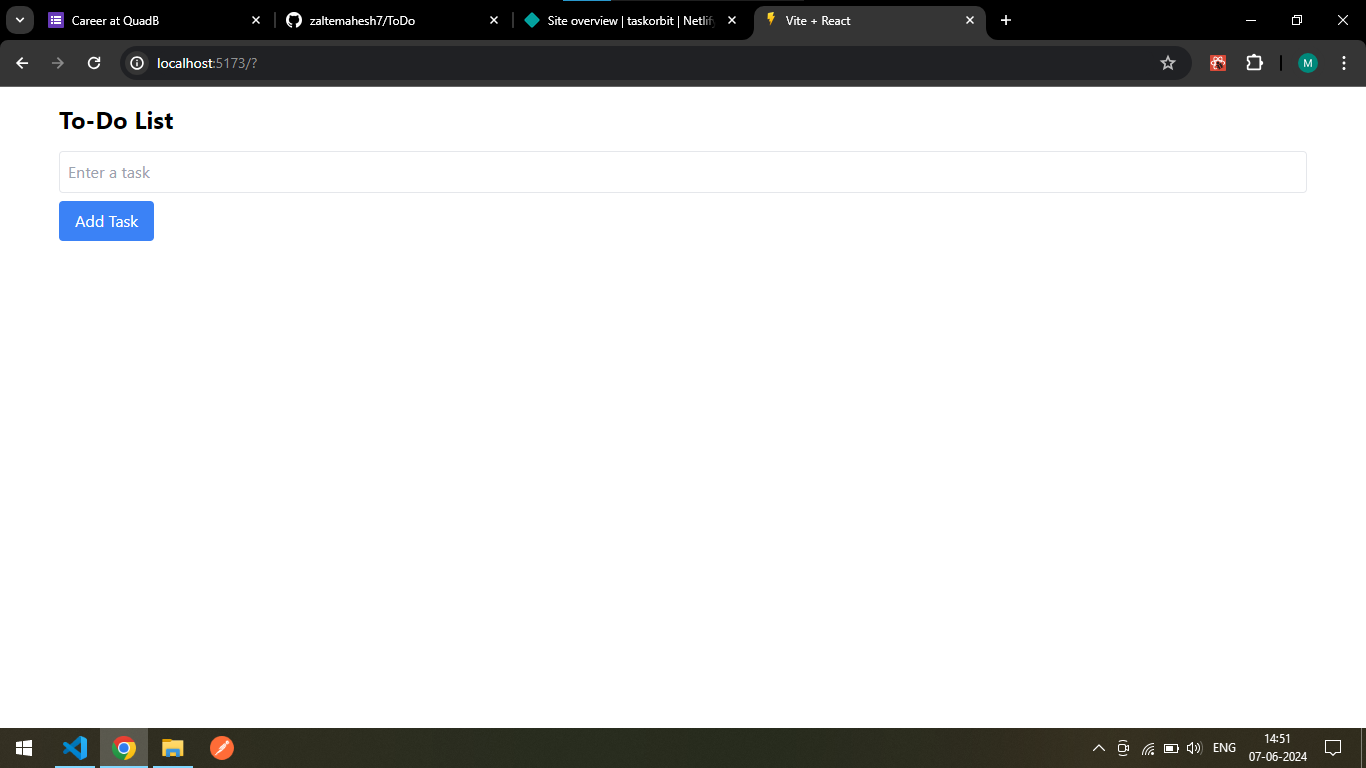 Career at QuadB
zaltemahesh7/ToDo
Site overview | taskorbit | Netlify
Vite + React
localhost:5173/?
M
To-Do List
Enter a task
Add Task
ENG
14:51
07-06-2024